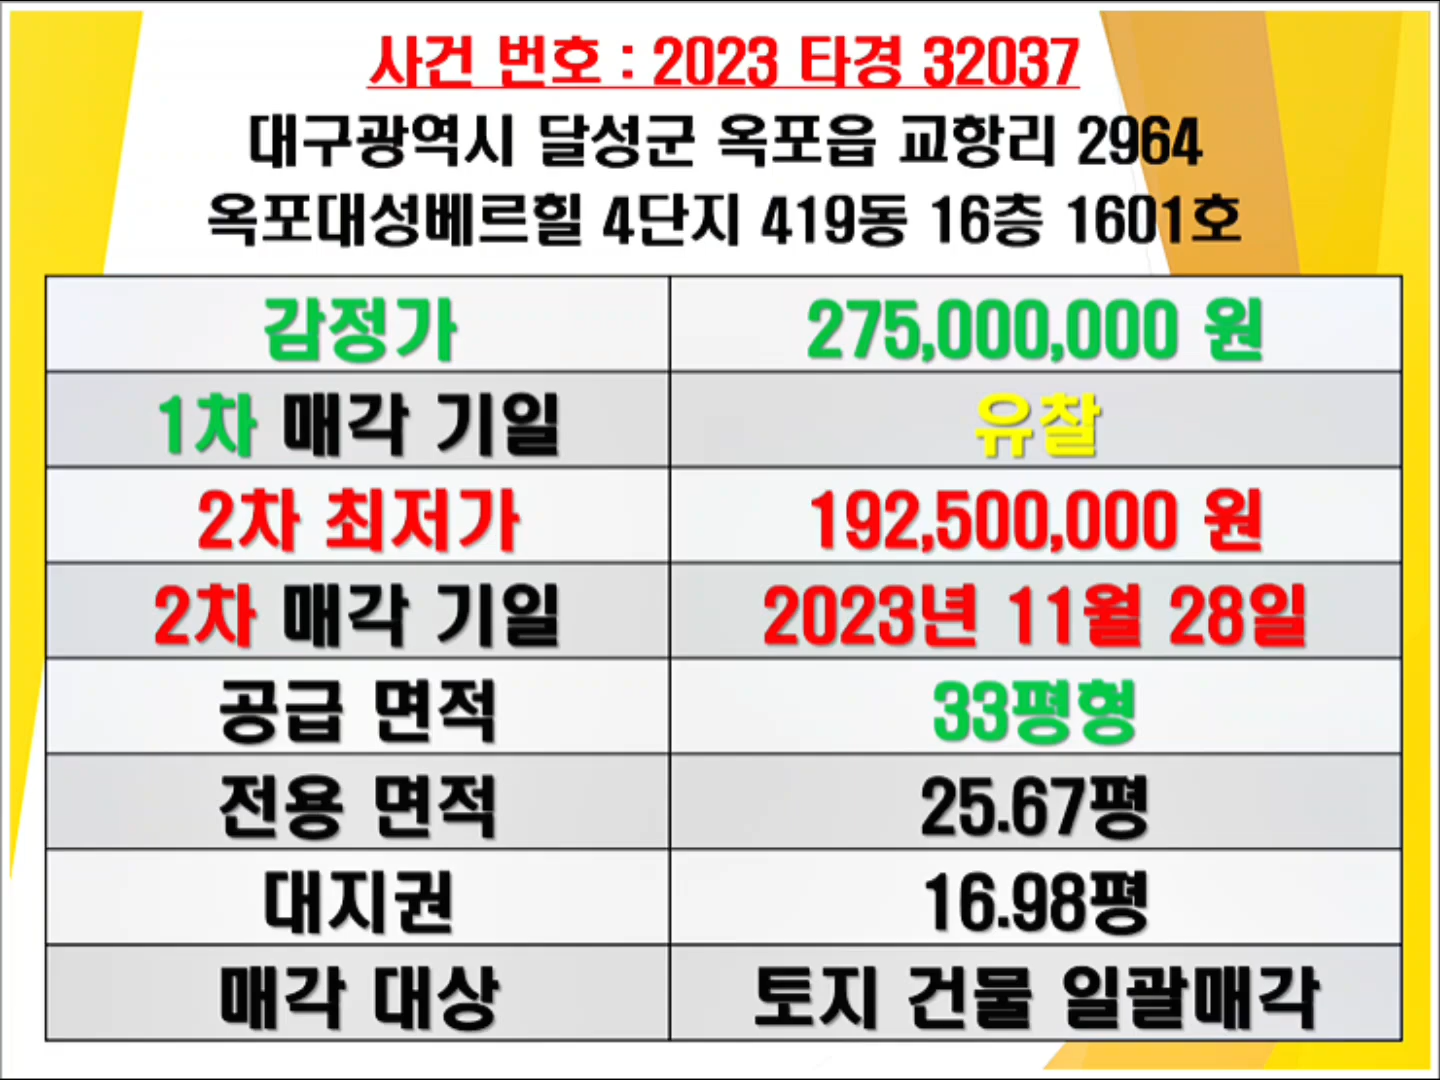 사건 번호 : 2023 타경 32037
대구광역시 달성군 옥포읍 교항리 2964
옥포대성베르힐 4단지 419동 16층 1601호
감정가 275,000,000 원
1차 매각 기일 유찰
2차 최저가 192,500,000 원
2차 매각 기일 2023년 11월 28일
공급 면적 33평형
전용 면적 25.67평
대지권 16.98평
매각 대상 토지 건물 일괄매각